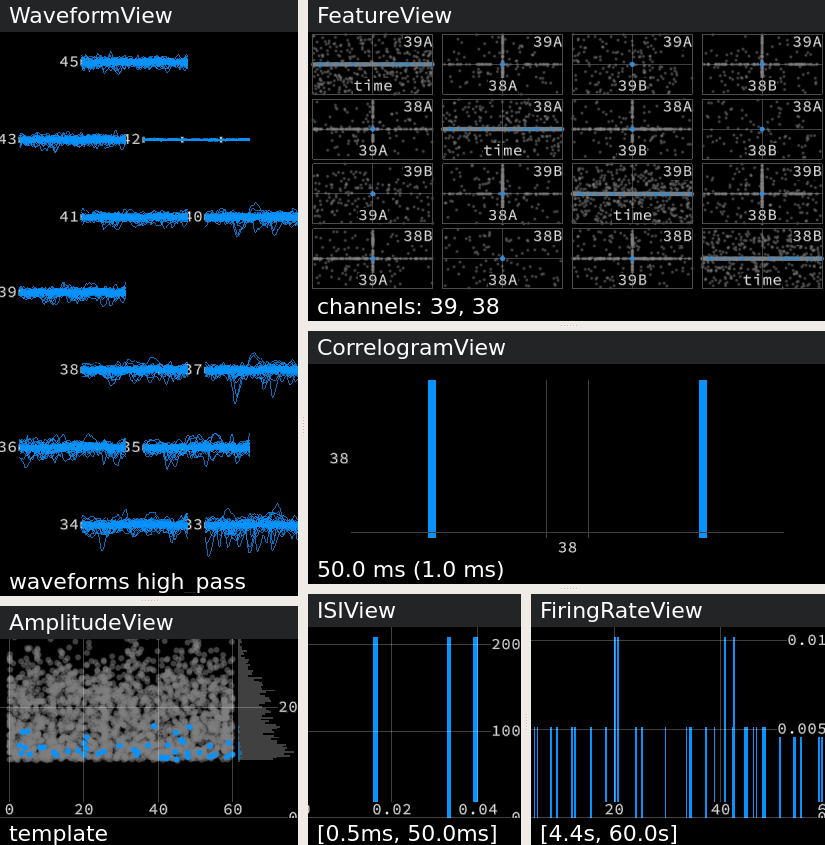 WaveformView
45
43
42
41
40
39
38
37
36
35
34
33
waveforms high_pass
FeatureView
39A 39A 39A 39A
time 38A 39B 38B
38A 38A 38A 38A
39A time 39B 38B
39B 39B 39B 39B
39A 38A time 38B
38B 38B 38B 38B
39A 38A 39B time
channels: 39, 38
CorrelogramView
38
38
50.0 ms (1.0 ms)
AmplitudeView
20
0 20 40 60 0
template
ISIView
200
100
0.02 0.04 0
[0.5ms, 50.0ms]
FiringRateView
0.01
0.005
20 40
[4.4s, 60.0s]